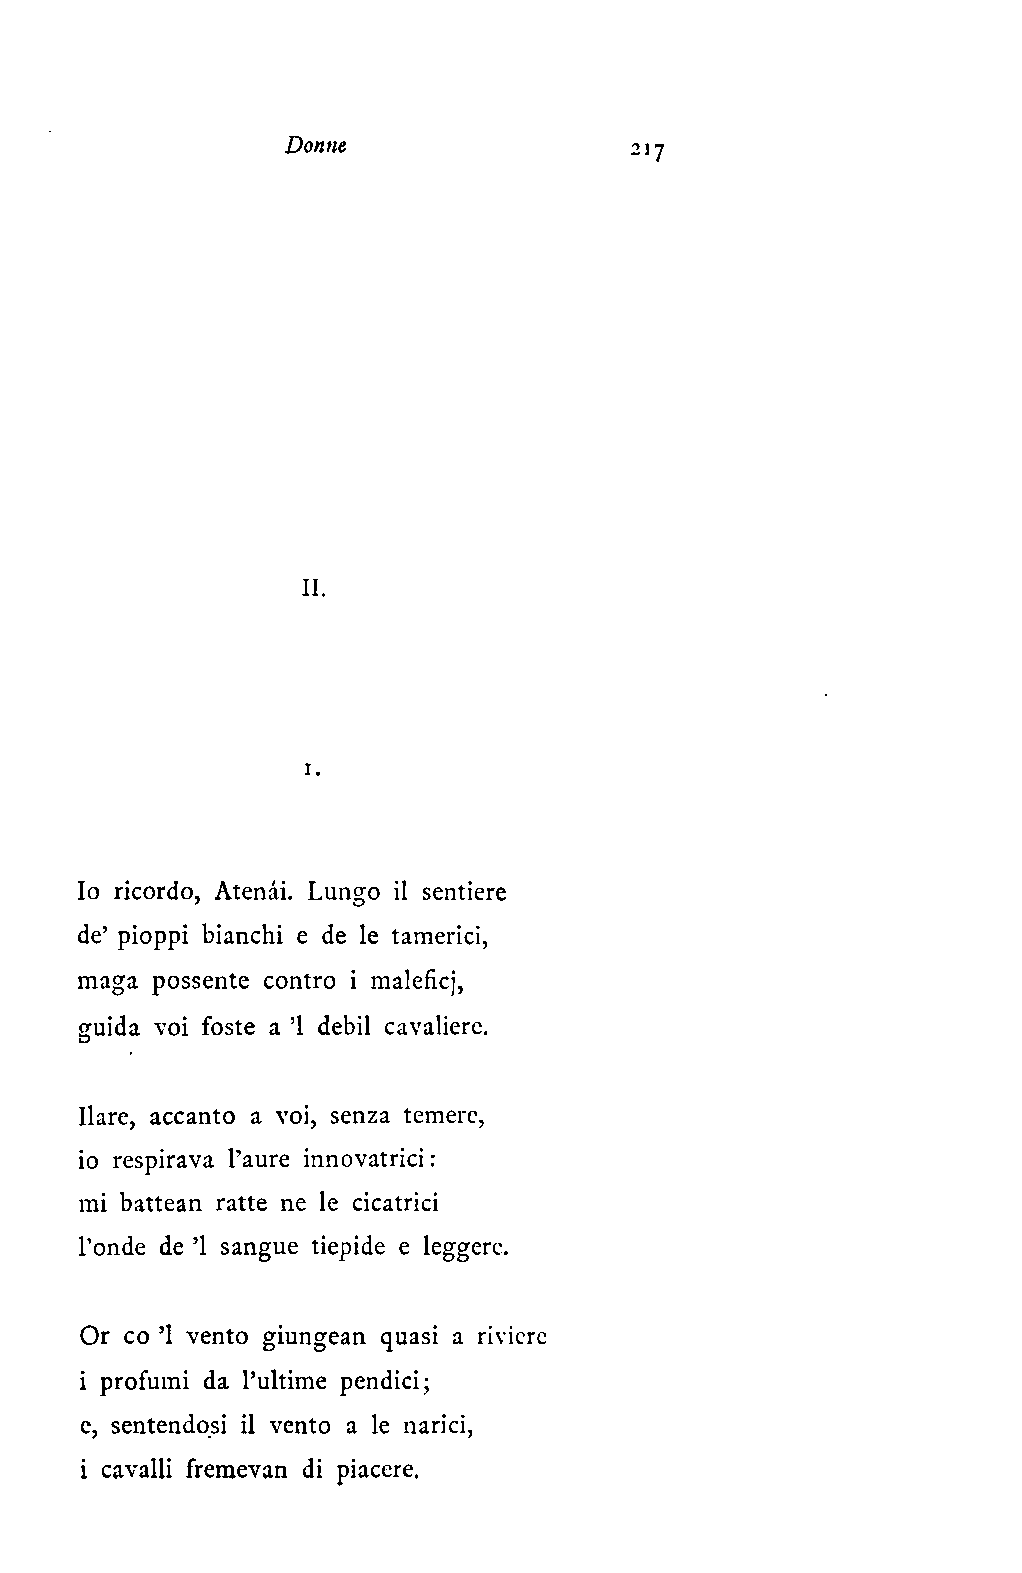 Donne 217
II.
1.
Io ricordo, Atenái. Lungo il sentiere
de' pioppi bianchi e de le tamerici,
maga possente contro i maleficj,
guida voi foste a 'l debil cavaliere.
Ilare, accanto a voi, senza temere,
io respirava l'aure innovatrici:
mi battean ratte ne le cicatrici
l'onde de 'l sangue tiepide e leggere.
Or co 'l vento giungean quasi a riviere
i profumi da l'ultime pendici;
e, sentendosi il vento a le narici,
i cavalli fremevan di piacere.